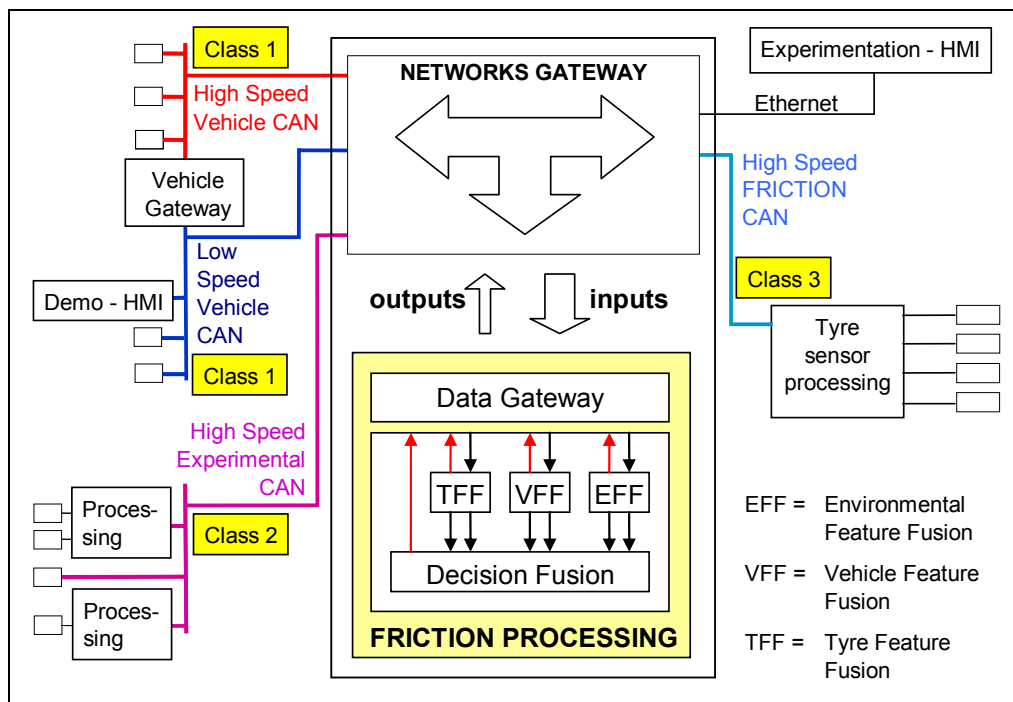 Class 1
High Speed
Vehicle CAN
Vehicle
Gateway
Low
Speed
Vehicle
CAN
Demo - HMI
Class 1
High Speed
Experimental
CAN
Proces-
sing
Class 2
Proces-
sing
NETWORKS GATEWAY
outputs
inputs
Data Gateway
TFF
VFF
EFF
Decision Fusion
FRICTION PROCESSING
Experimentation - HMI
Ethernet
High Speed
FRICTION
CAN
Class 3
Tyre
sensor
processing
EFF = Environmental
Feature Fusion
VFF = Vehicle Feature
Fusion
TFF = Tyre Feature
Fusion